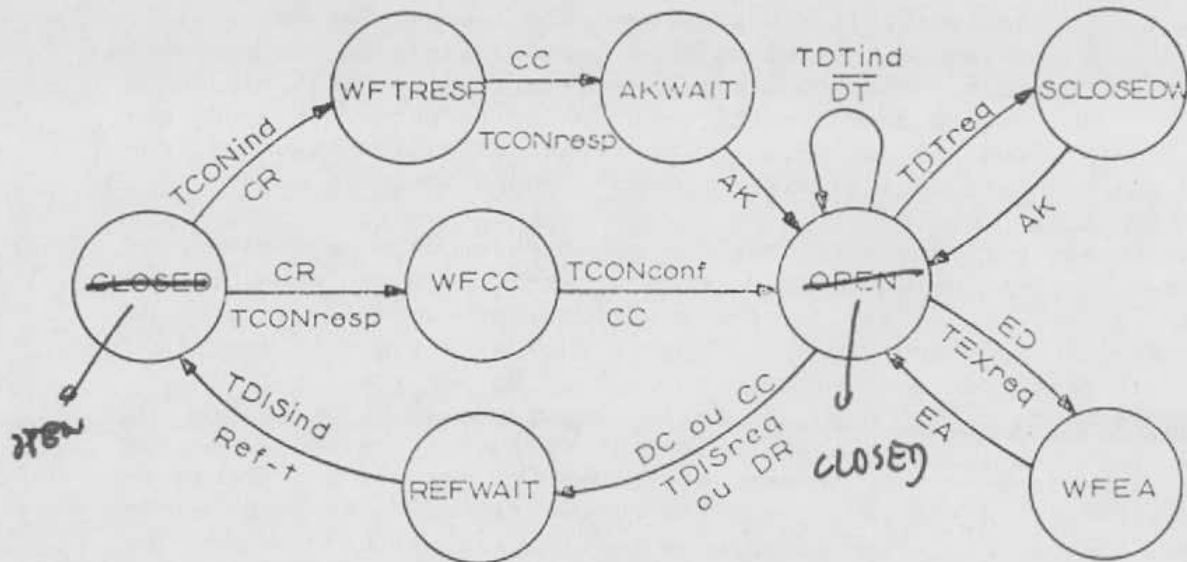 WFTRESP
CC
TCONresp
AKWAIT
TDTind
DT
TDTreq
SCLOSEDW
TCONind
CR
AK
AK
CLOSED
CR
TCONresp
WFCC
TCONconf
CC
OPEN
ED
TEXreq
EA
TDISind
Ref-t
REFWAIT
DC ou CC
TDISreq
ou DR
OPEN
CLOSED
WFEA